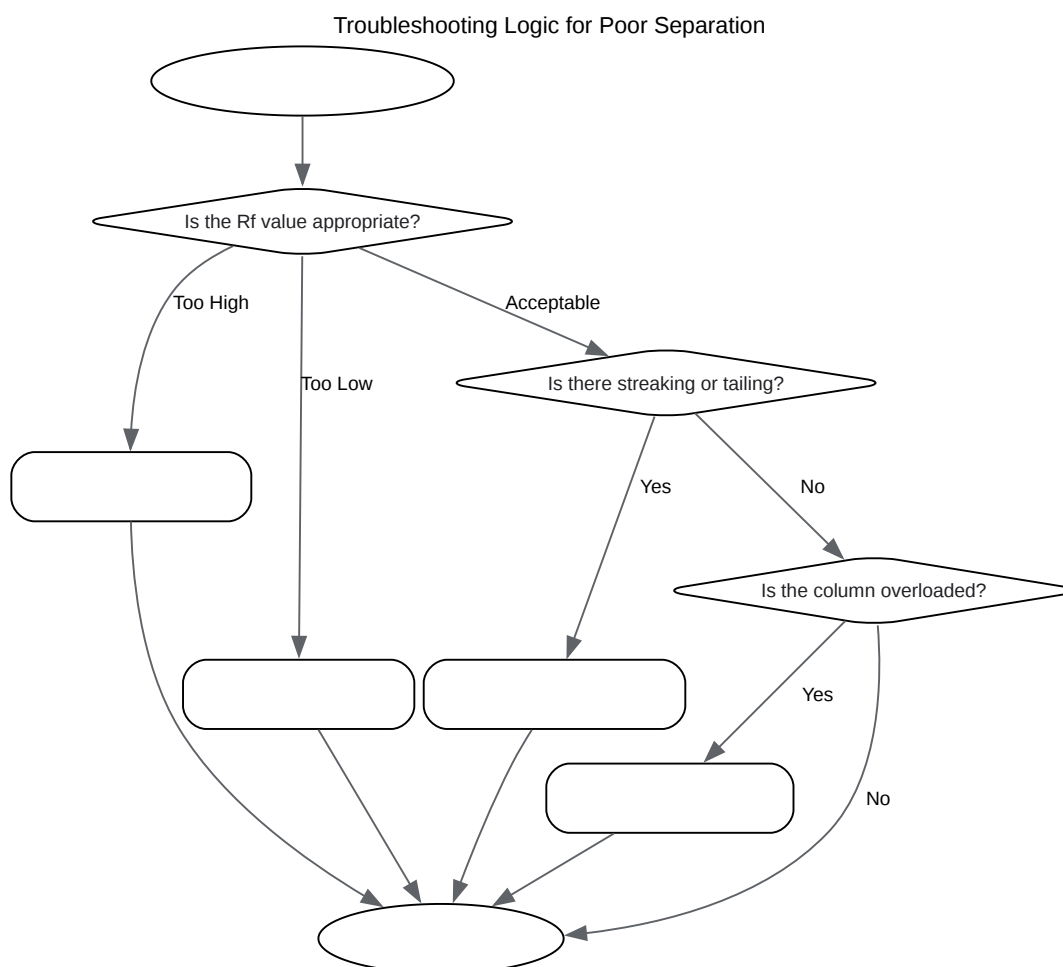 Troubleshooting Logic for Poor Separation
Is the Rf value appropriate?
Too High
Acceptable
Too Low
Is there streaking or tailing?
Yes
No
Is the column overloaded?
Yes
No